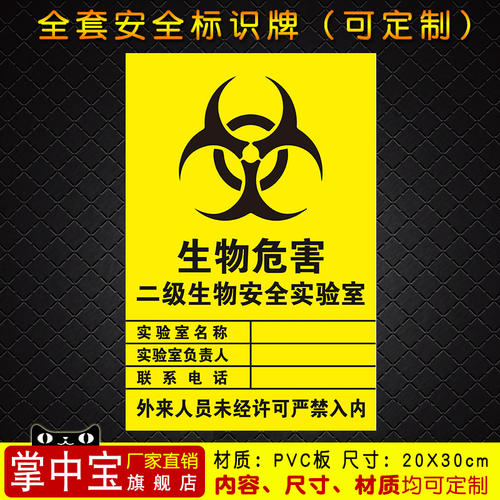 全套安全标识牌（可定制）
生物危害
二级生物安全实验室
实验室名称
实验室负责人
联系电话
外来人员未经许可严禁入内
掌中宝
厂家直销
旗舰店
材质：PVC板 尺寸：20X30cm
内容、尺寸、材质均可定制